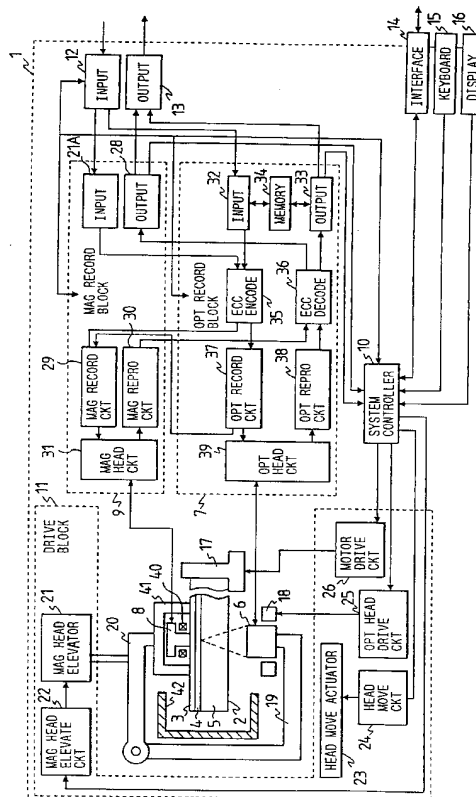 1
12
INPUT
13
OUTPUT
14
INTERFACE
15
KEYBOARD
16
DISPLAY
21A
INPUT
28
OUTPUT
MAG RECORD BLOCK
29
MAG RECORD CKT
30
MAG REPRO CKT
31
MAG HEAD CKT
9
32
INPUT
34
MEMORY
33
OUTPUT
OPT RECORD BLOCK
ECC ENCODE
35
ECC DECODE
36
37
OPT RECORD CKT
38
OPT REPRO CKT
39
OPT HEAD CKT
7
10
SYSTEM CONTROLLER
11
DRIVE BLOCK
21
MAG HEAD ELEVATOR
22
MAG HEAD ELEVATE CKT
20
41
40
8
42
3
4
5
2
6
17
18
19
MOTOR DRIVE CKT
26
OPT HEAD DRIVE CKT
25
HEAD MOVE CKT
24
HEAD MOVE ACTUATOR
23